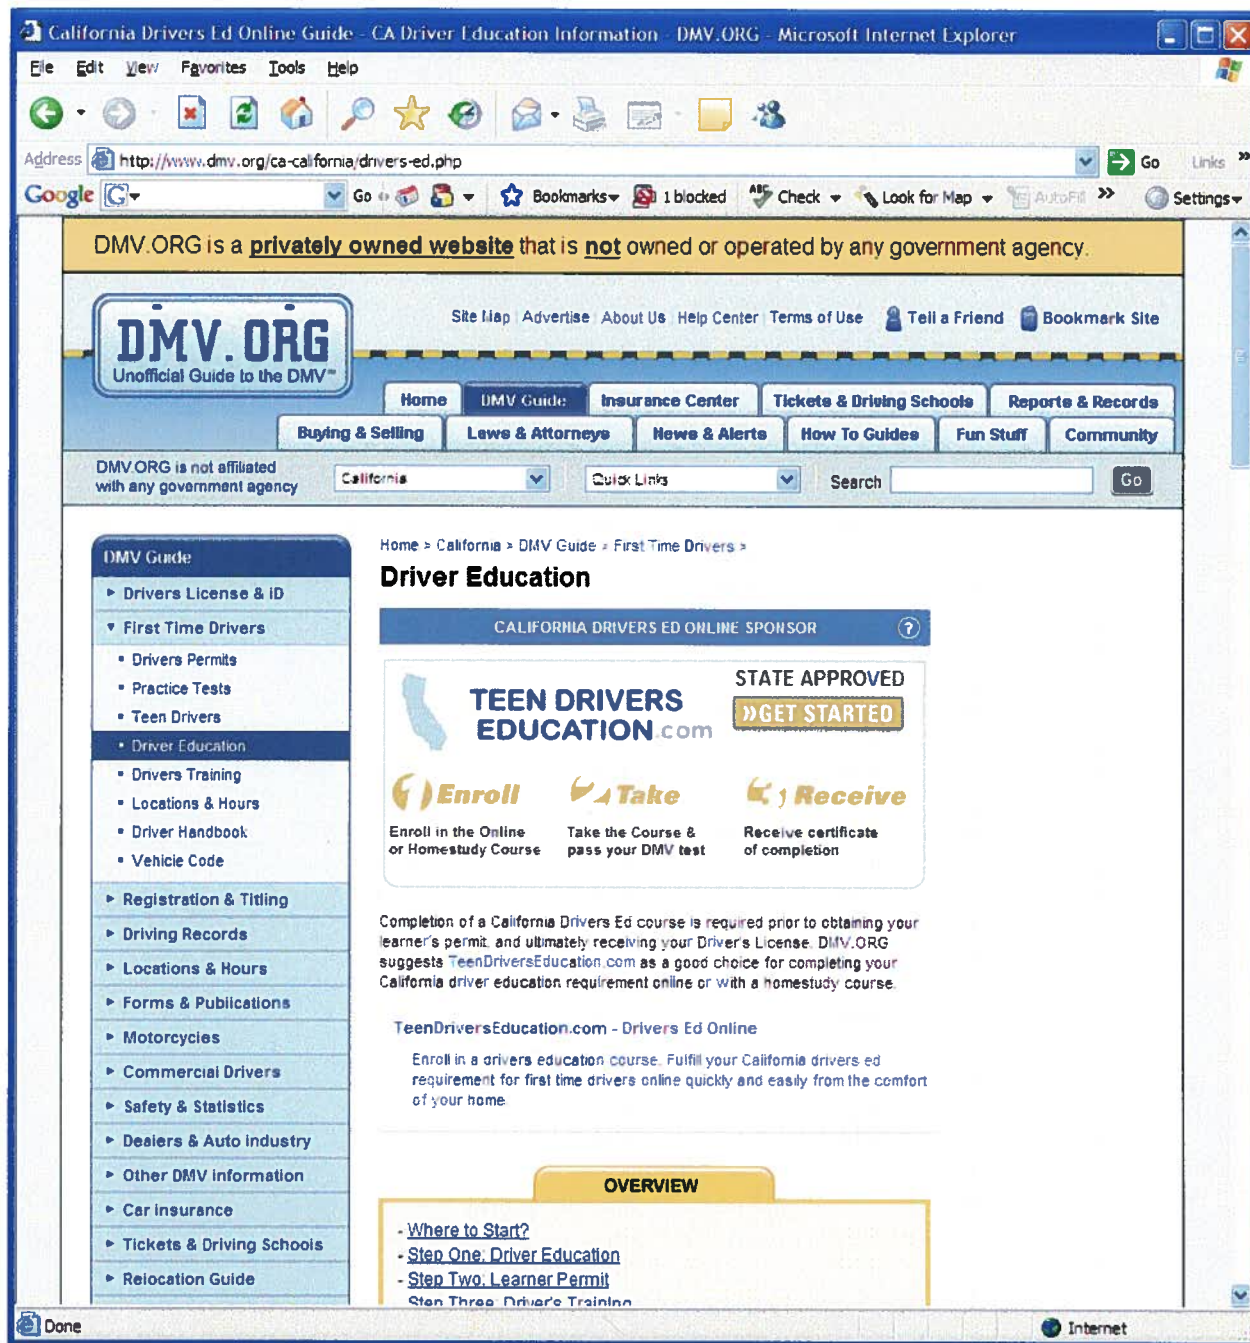 California Drivers Ed Online Guide - CA Driver Education Information - DMV.ORG - Microsoft Internet Explorer
File Edit View Favorites Tools Help
Address http://www.dmv.org/ca-california/drivers-ed.php Go Links »
Google G Go Bookmarks 1 blocked ABC Check Look for Map AutoFill » Settings
DMV.ORG is a privately owned website that is not owned or operated by any government agency.
DMV.ORG
Unofficial Guide to the DMV™
Site Map Advertise About Us Help Center Terms of Use Tell a Friend Bookmark Site
Home DMV Guide Insurance Center Tickets & Driving Schools Reports & Records
Buying & Selling Laws & Attorneys News & Alerts How To Guides Fun Stuff Community
DMV.ORG is not affiliated
with any government agency
California Quick Links Search Go
DMV Guide
Drivers License & ID
First Time Drivers
Drivers Permits
Practice Tests
Teen Drivers
Driver Education
Drivers Training
Locations & Hours
Driver Handbook
Vehicle Code
Registration & Titling
Driving Records
Locations & Hours
Forms & Publications
Motorcycles
Commercial Drivers
Safety & Statistics
Dealers & Auto Industry
Other DMV Information
Car Insurance
Tickets & Driving Schools
Relocation Guide
Home > California > DMV Guide > First Time Drivers >
Driver Education
CALIFORNIA DRIVERS ED ONLINE SPONSOR ?
TEEN DRIVERS
EDUCATION.com
STATE APPROVED
»GET STARTED
Enroll
Enroll in the Online
or Homestudy Course
Take
Take the Course &
pass your DMV test
Receive
Receive certificate
of completion
Completion of a California Drivers Ed course is required prior to obtaining your
learner's permit, and ultimately receiving your Driver's License. DMV.ORG
suggests TeenDriversEducation.com as a good choice for completing your
California driver education requirement online or with a homestudy course.
TeenDriversEducation.com - Drivers Ed Online
Enroll in a drivers education course. Fulfill your California drivers ed
requirement for first time drivers online quickly and easily from the comfort
of your home
OVERVIEW
- Where to Start?
- Step One: Driver Education
- Step Two: Learner Permit
Step Three: Driver's Training
Done Internet